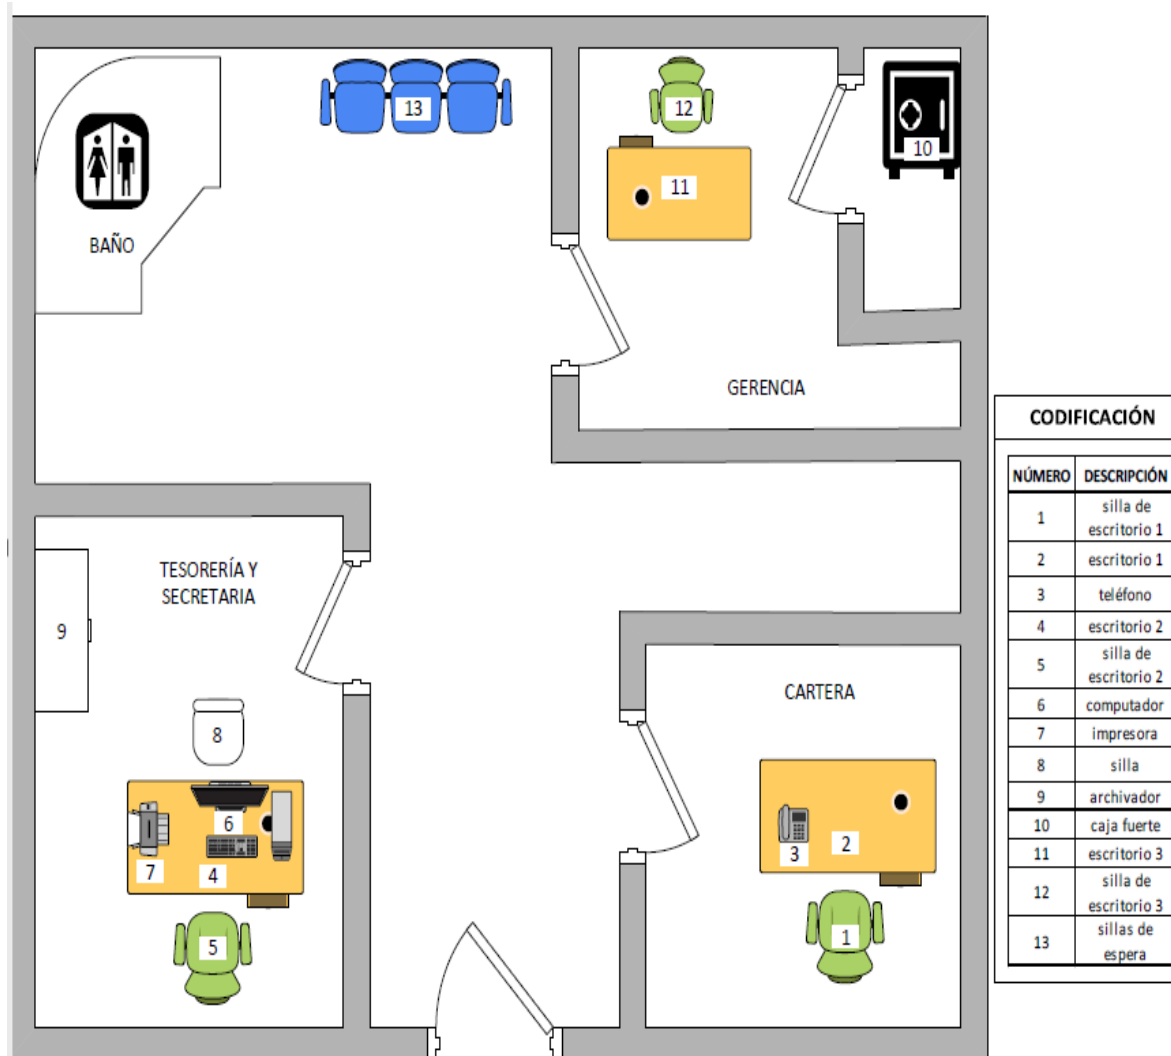 13
12
10
11
BAÑO
GERENCIA
TESORERÍA Y
SECRETARIA
9
8
6
7
4
5
CARTERA
3
2
1
CODIFICACIÓN
NÚMERO DESCRIPCIÓN
1 silla de
escritorio 1
2 escritorio 1
3 teléfono
4 escritorio 2
5 silla de
escritorio 2
6 computador
7 impresora
8 silla
9 archivador
10 caja fuerte
11 escritorio 3
12 silla de
escritorio 3
13 sillas de
espera